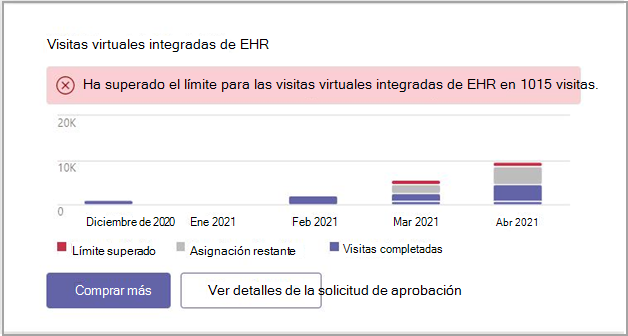 Visitas virtuales integradas de EHR
Ha superado el límite para las visitas virtuales integradas de EHR en 1015 visitas.
20K
10K
0
Diciembre de 2020 Ene 2021 Feb 2021 Mar 2021 Abr 2021
Límite superado Asignación restante Visitas completadas
Comprar más Ver detalles de la solicitud de aprobación